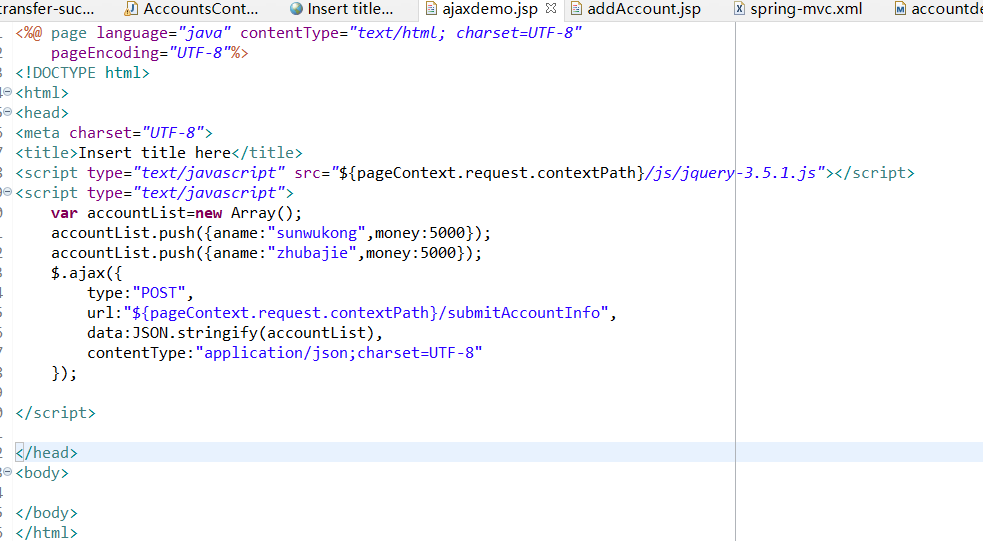 transfer-suc... AccountsCont... Insert title... ajaxdemo.jsp addAccount.jsp spring-mvc.xml accountde
<%@ page language="java" contentType="text/html; charset=UTF-8"
    pageEncoding="UTF-8"%>
<!DOCTYPE html>
<html>
<head>
<meta charset="UTF-8">
<title>Insert title here</title>
<script type="text/javascript" src="${pageContext.request.contextPath}/js/jquery-3.5.1.js"></script>
<script type="text/javascript">
    var accountList=new Array();
    accountList.push({aname:"sunwukong",money:5000});
    accountList.push({aname:"zhubajie",money:5000});
    $.ajax({
        type:"POST",
        url:"${pageContext.request.contextPath}/submitAccountInfo",
        data:JSON.stringify(accountList),
        contentType:"application/json;charset=UTF-8"
    });
</script>
</head>
<body>
</body>
</html>